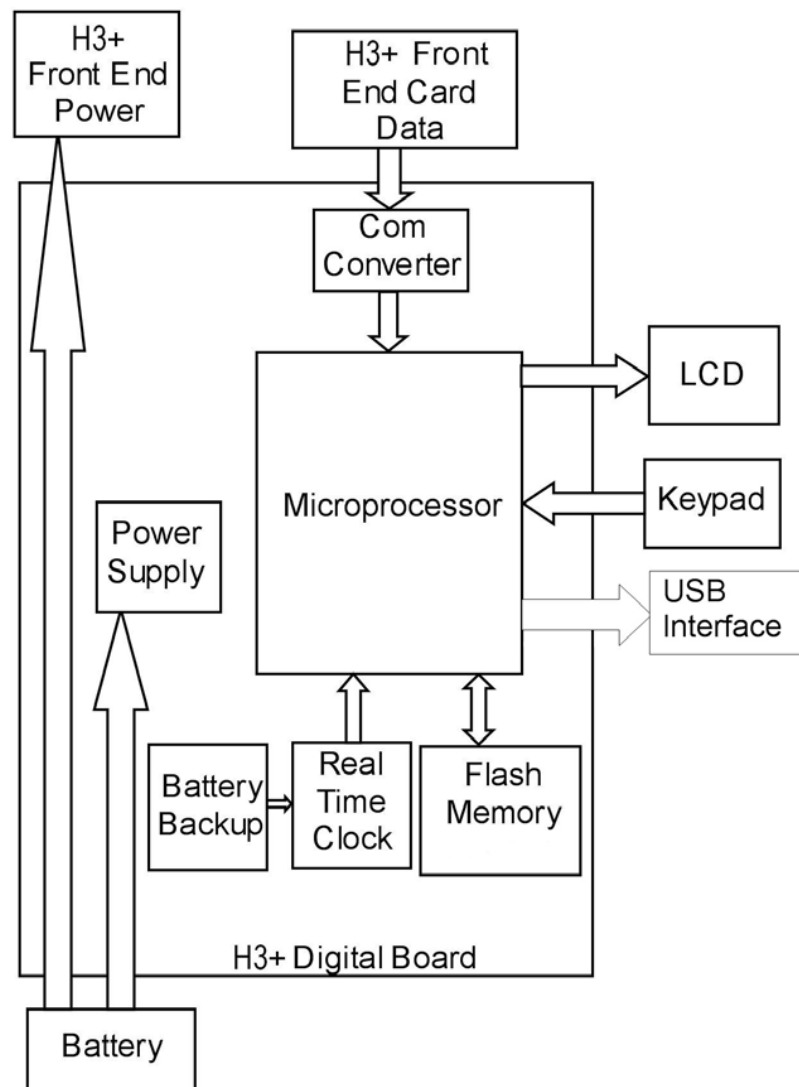 H3+
Front End
Power
H3+ Front
End Card
Data
Com
Converter
LCD
Microprocessor
Keypad
Power
Supply
USB
Interface
Battery
Backup
Real
Time
Clock
Flash
Memory
H3+ Digital Board
Battery